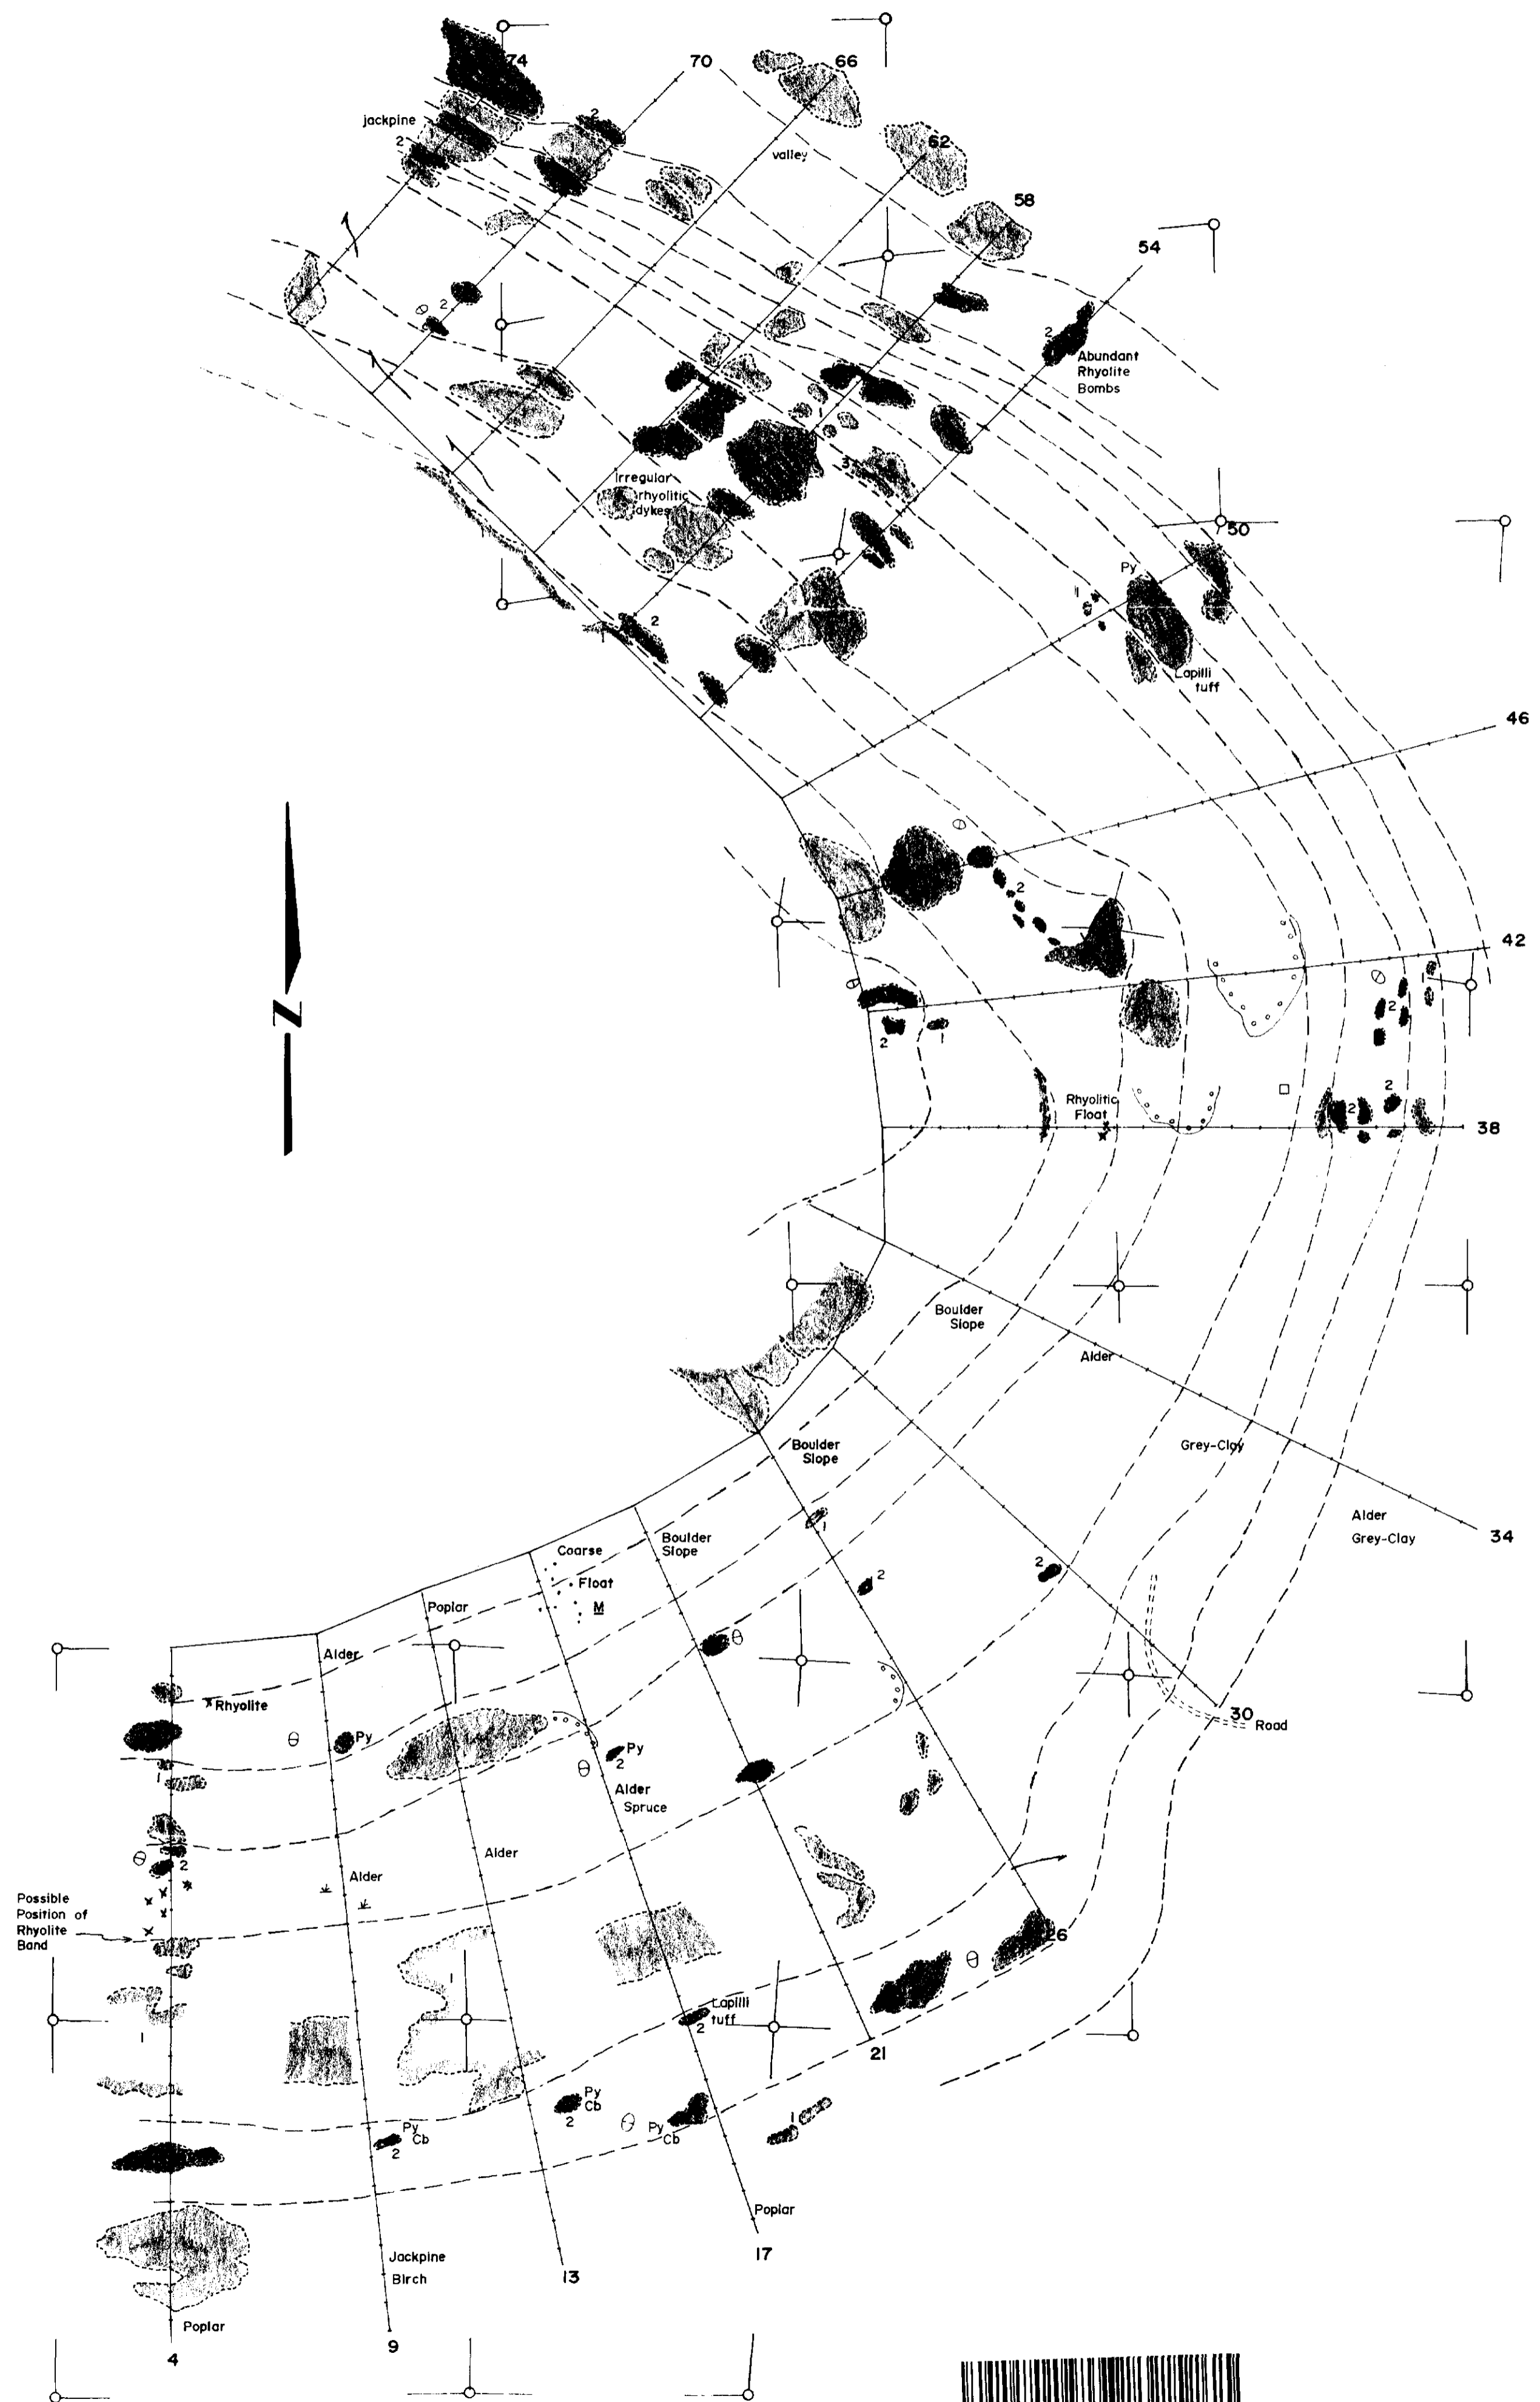 74
70
66
jackpine
2
2
valley
62
58
54
2
2
Abundant
Rhyolite
Bombs
3
Irregular
rhyolitic
dykes
50
Py
1
2
1
Lapilli
tuff
46
2
N
42
2
2
1
2
2
Rhyolitic
Float
38
Boulder
Slope
Alder
Boulder
Slope
Grey-Clay
1
Alder
Grey-Clay
34
Coarse
Float
M
Boulder
Slope
2
2
Poplar
Alder
Rhyolite
30
Road
Py
Py
2
1
Alder
Spruce
Alder
2
Alder
Possible
Position of
Rhyolite
Band
26
1
1
Lapilli
tuff
2
21
Py
Cb
2
Py
Cb
2
Py
Cb
1
Poplar
17
Jackpine
Birch
13
Poplar
9
4